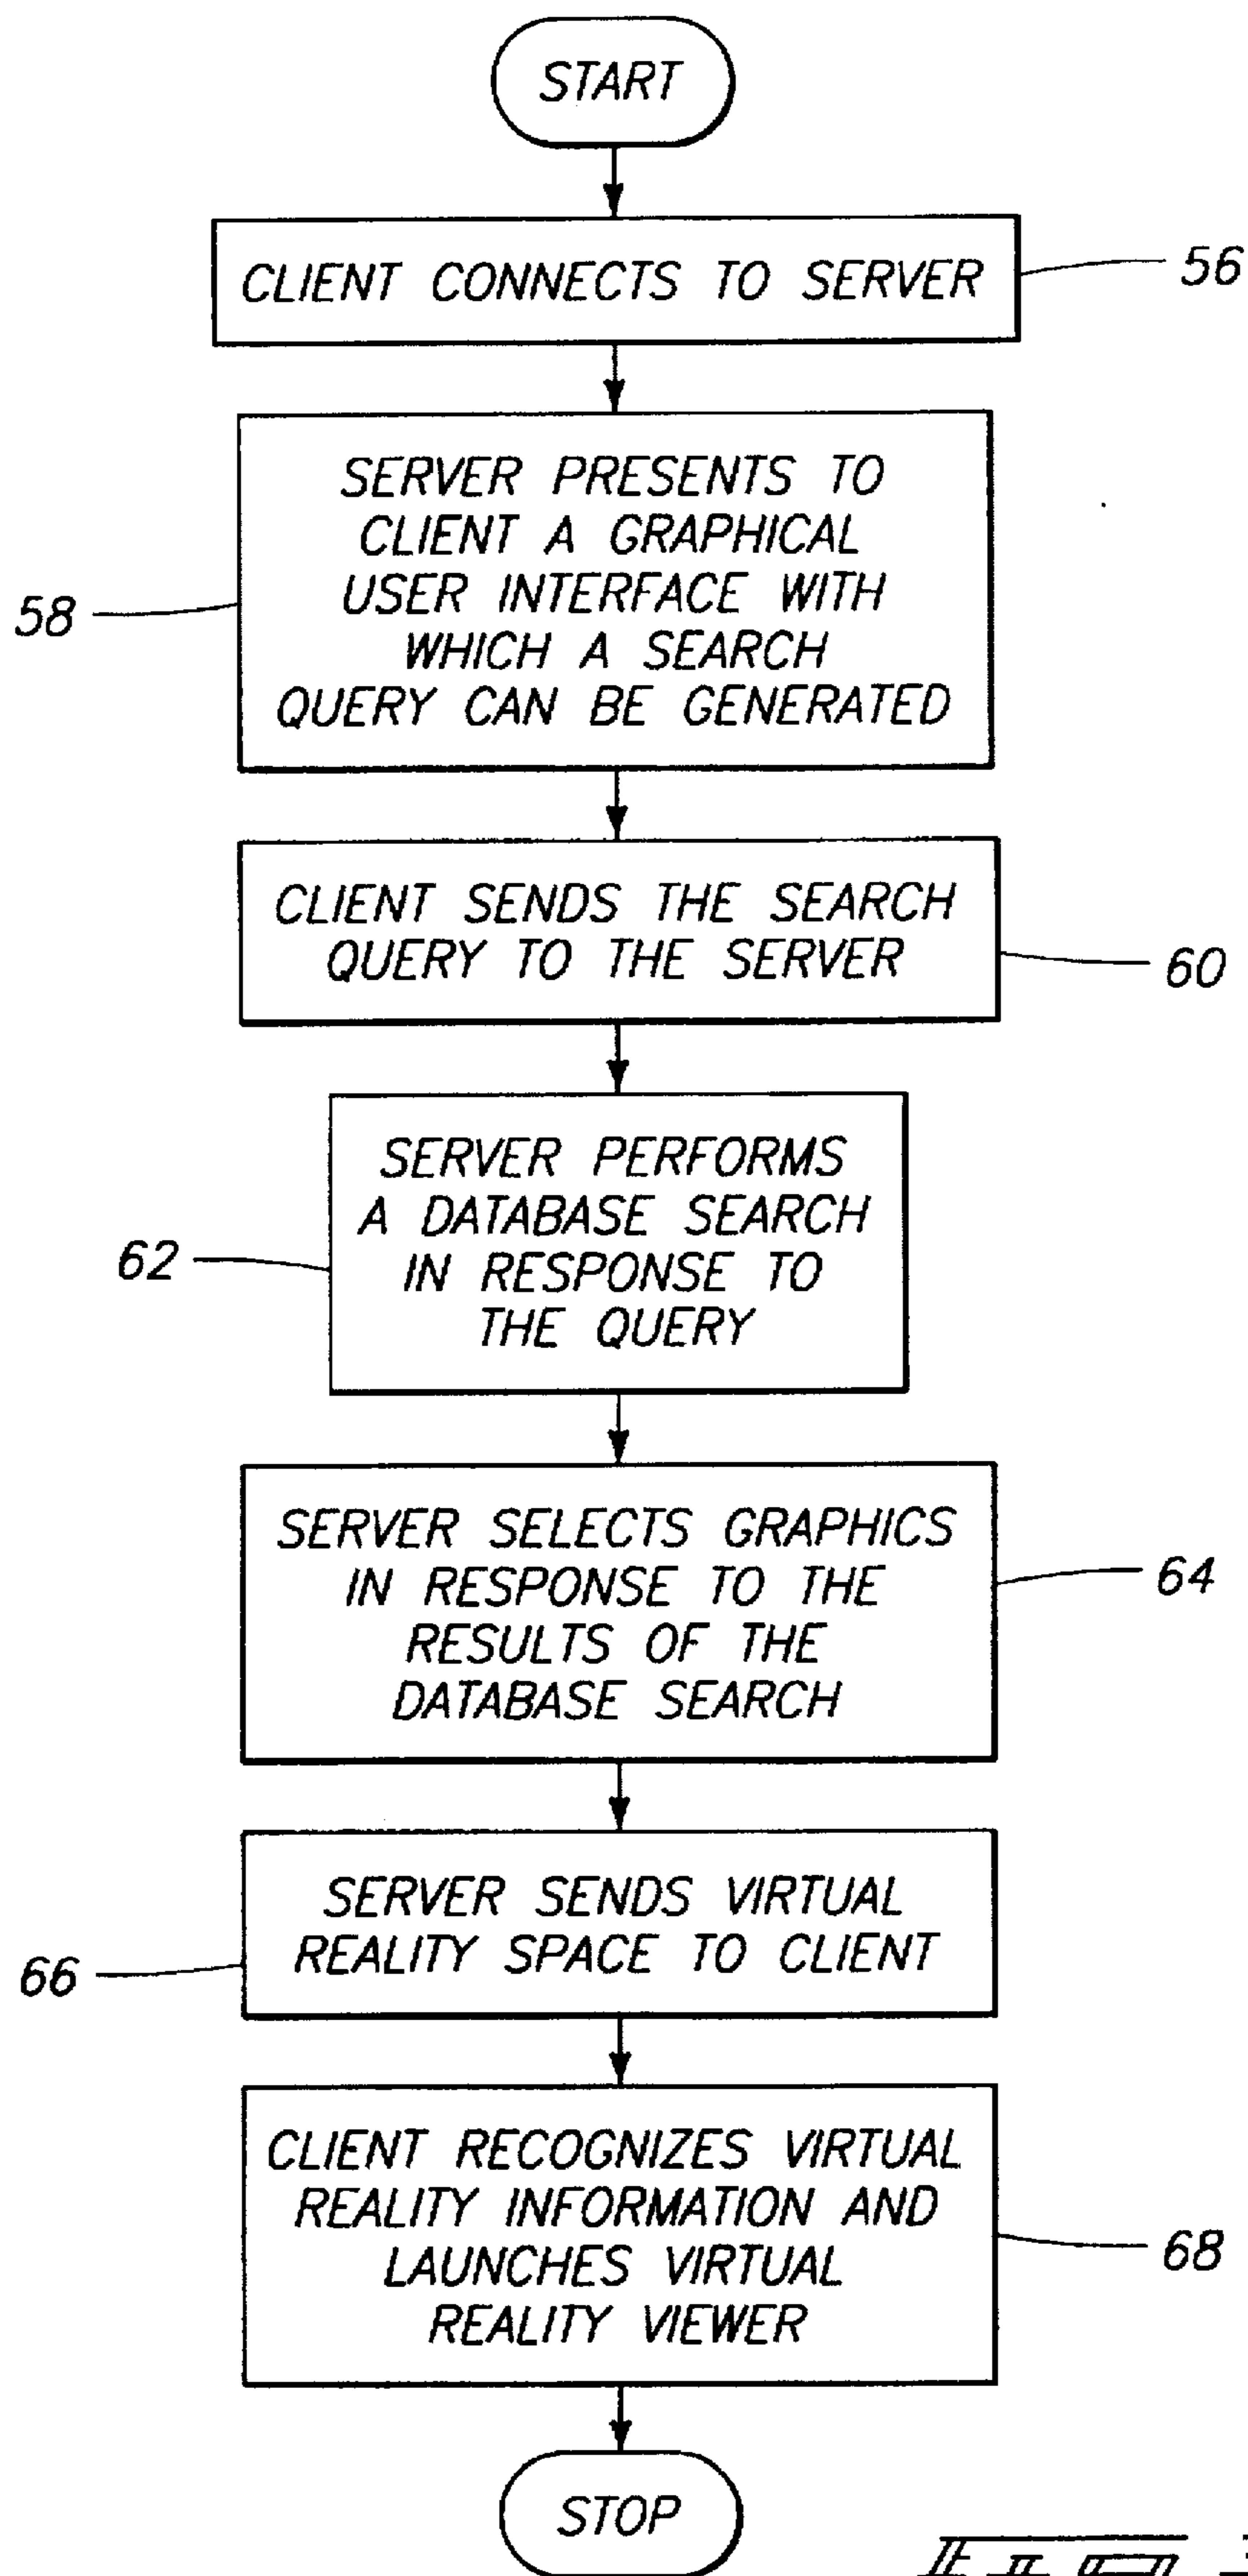 START
CLIENT CONNECTS TO SERVER
56
SERVER PRESENTS TO
CLIENT A GRAPHICAL
USER INTERFACE WITH
WHICH A SEARCH
QUERY CAN BE GENERATED
58
CLIENT SENDS THE SEARCH
QUERY TO THE SERVER
60
SERVER PERFORMS
A DATABASE SEARCH
IN RESPONSE TO
THE QUERY
62
SERVER SELECTS GRAPHICS
IN RESPONSE TO THE
RESULTS OF THE
DATABASE SEARCH
64
SERVER SENDS VIRTUAL
REALITY SPACE TO CLIENT
66
CLIENT RECOGNIZES VIRTUAL
REALITY INFORMATION AND
LAUNCHES VIRTUAL
REALITY VIEWER
68
STOP